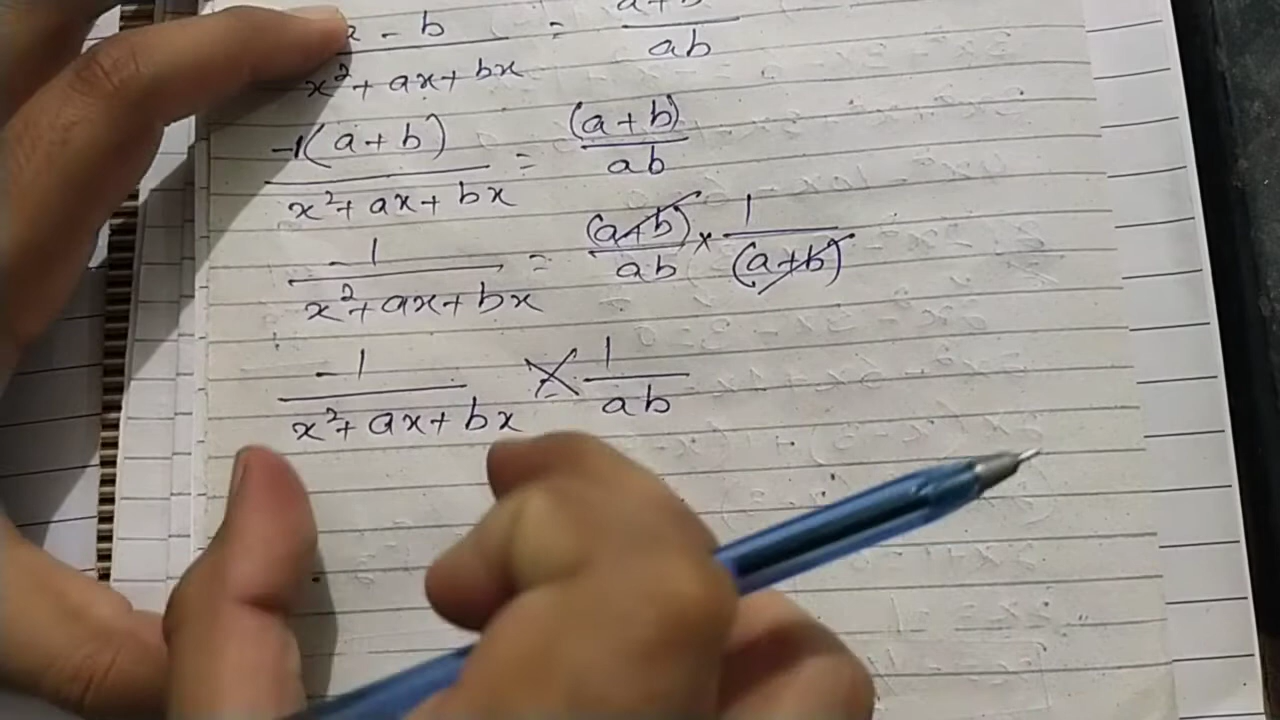 a - b / x² + ax + bx = a+b / ab
-1(a+b) / x² + ax + bx = (a+b) / ab
-1 / x² + ax + bx = (a+b) / ab × 1 / (a+b)
-1 / x² + ax + bx = 1 / ab